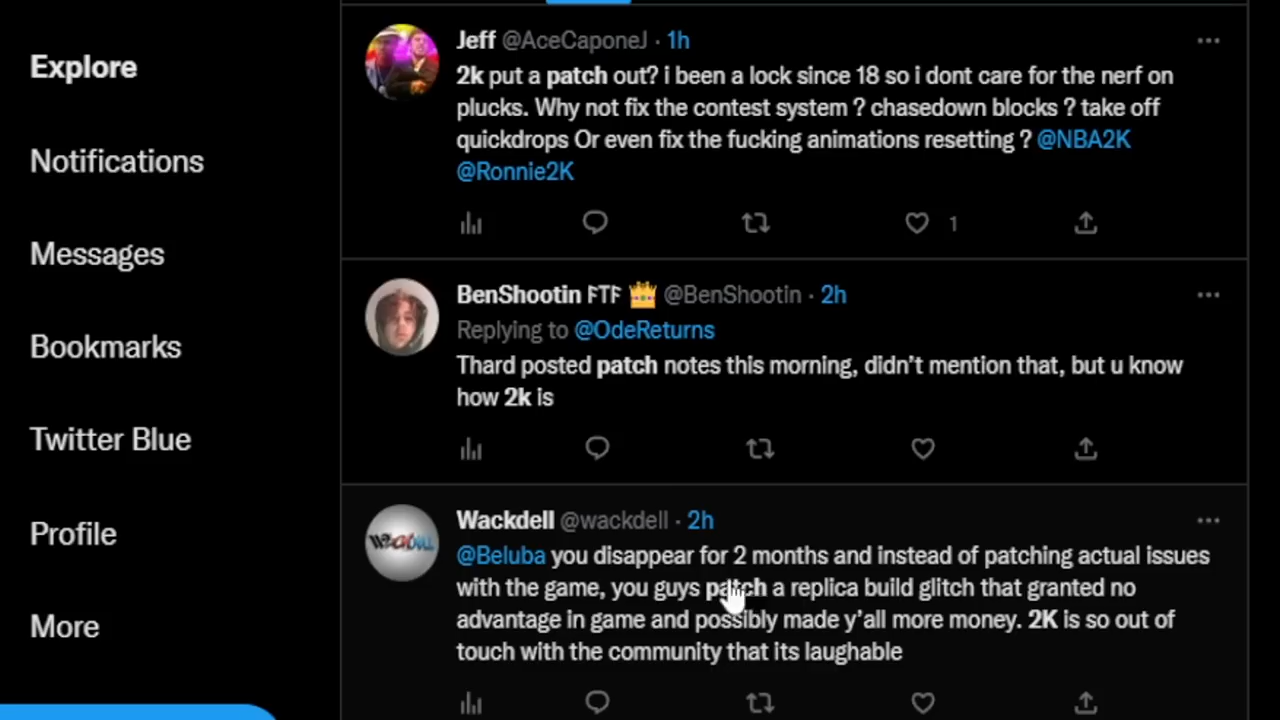 Explore
Notifications
Messages
Bookmarks
Twitter Blue
Profile
More
Jeff @AceCaponeJ · 1h
2k put a patch out? i been a lock since 18 so i dont care for the nerf on
plucks. Why not fix the contest system ? chasedown blocks ? take off
quickdrops Or even fix the fucking animations resetting ? @NBA2K
@Ronnie2K
1
BenShootin FTF 👑 @BenShootin · 2h
Replying to @OdeReturns
Thard posted patch notes this morning, didn't mention that, but u know
how 2k is
Wackdell @wackdell · 2h
@Beluba you disappear for 2 months and instead of patching actual issues
with the game, you guys patch a replica build glitch that granted no
advantage in game and possibly made y'all more money. 2K is so out of
touch with the community that its laughable